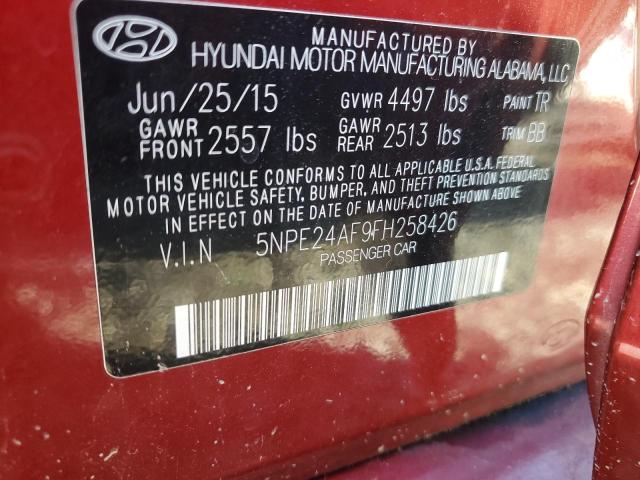 MANUFACTURED BY
HYUNDAI MOTOR MANUFACTURING ALABAMA, LLC
Jun/25/15 GVWR 4497 lbs PAINT TR
GAWR FRONT 2557 lbs GAWR REAR 2513 lbs TRIM BB
THIS VEHICLE CONFORMS TO ALL APPLICABLE U.S.A. FEDERAL
MOTOR VEHICLE SAFETY, BUMPER, AND THEFT PREVENTION STANDARDS
IN EFFECT ON THE DATE OF MANUFACTURE SHOWN ABOVE
V.I.N 5NPE24AF9FH258426
PASSENGER CAR